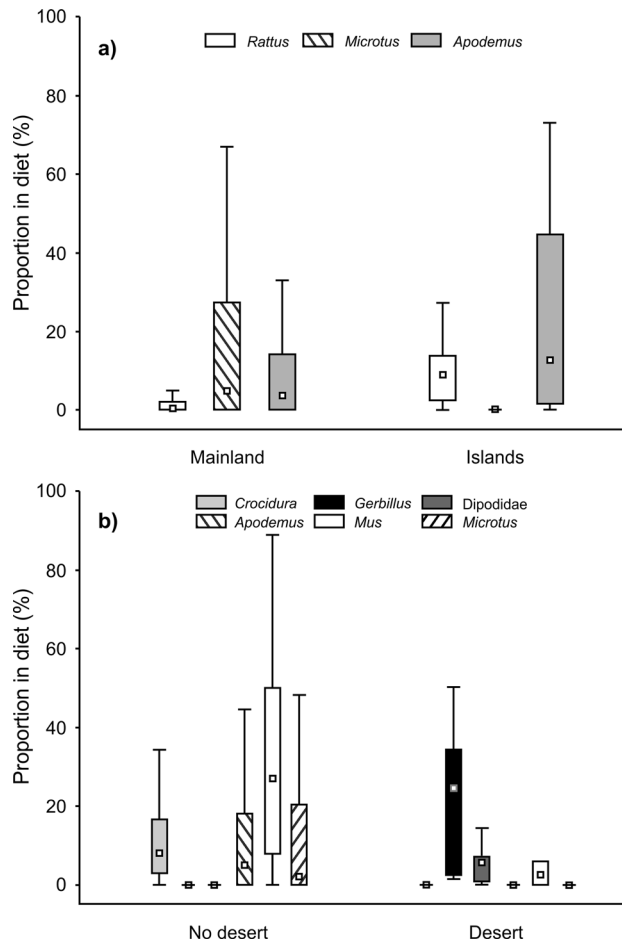 100
a)
Rattus Microtus Apodemus
80
60
40
20
0
Proportion in diet (%)
Mainland Islands
100
b)
Crocidura Gerbillus Dipodidae
Apodemus Mus Microtus
80
60
40
20
0
Proportion in diet (%)
No desert Desert